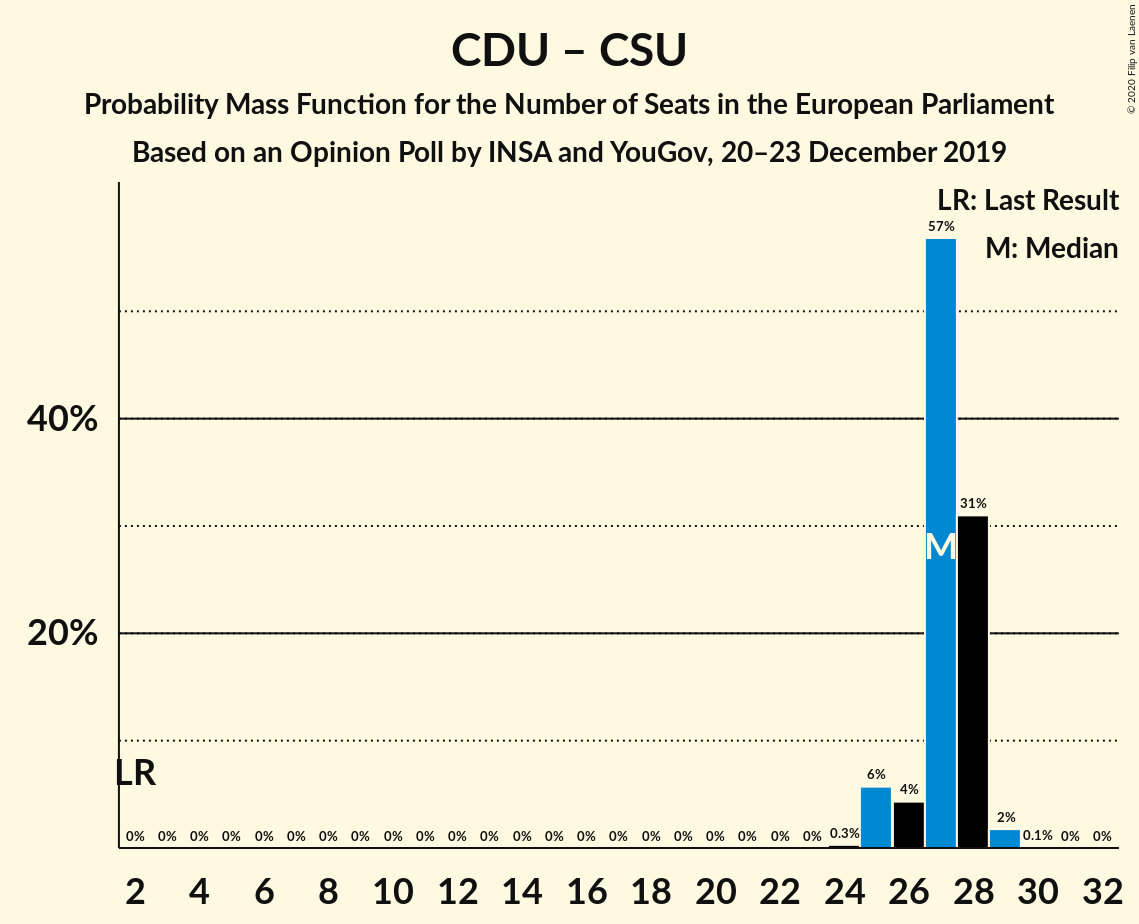 CDU – CSU
Probability Mass Function for the Number of Seats in the European Parliament
Based on an Opinion Poll by INSA and YouGov, 20–23 December 2019
© 2020 Filip van Laenen
LR: Last Result
M: Median
57%
40%
31%
M
20%
LR
6%
4%
2%
0% 0% 0% 0% 0% 0% 0% 0% 0% 0% 0% 0% 0% 0% 0% 0% 0% 0% 0% 0% 0% 0% 0.3% 0.1% 0% 0%
2 4 6 8 10 12 14 16 18 20 22 24 26 28 30 32